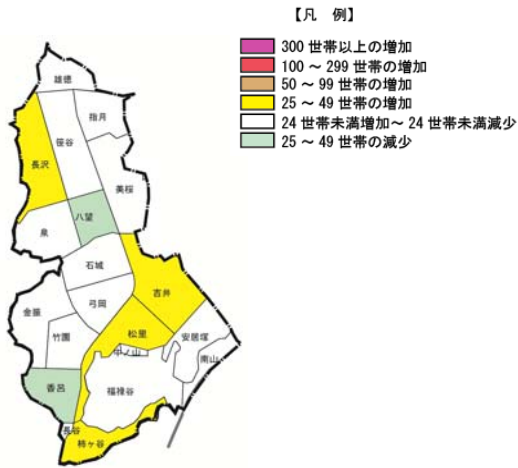 【凡 例】
300 世帯以上の増加
100 ～ 299 世帯の増加
50 ～ 99 世帯の増加
25 ～ 49 世帯の増加
24 世帯未満増加～ 24 世帯未満減少
25 ～ 49 世帯の減少
雄徳
指月
笹谷
長沢
美桜
八望
泉
石城
吉井
弓岡
金振
松里
安居塚
竹園
中ノ山
南山
香呂
福禄谷
長谷
柿ヶ谷